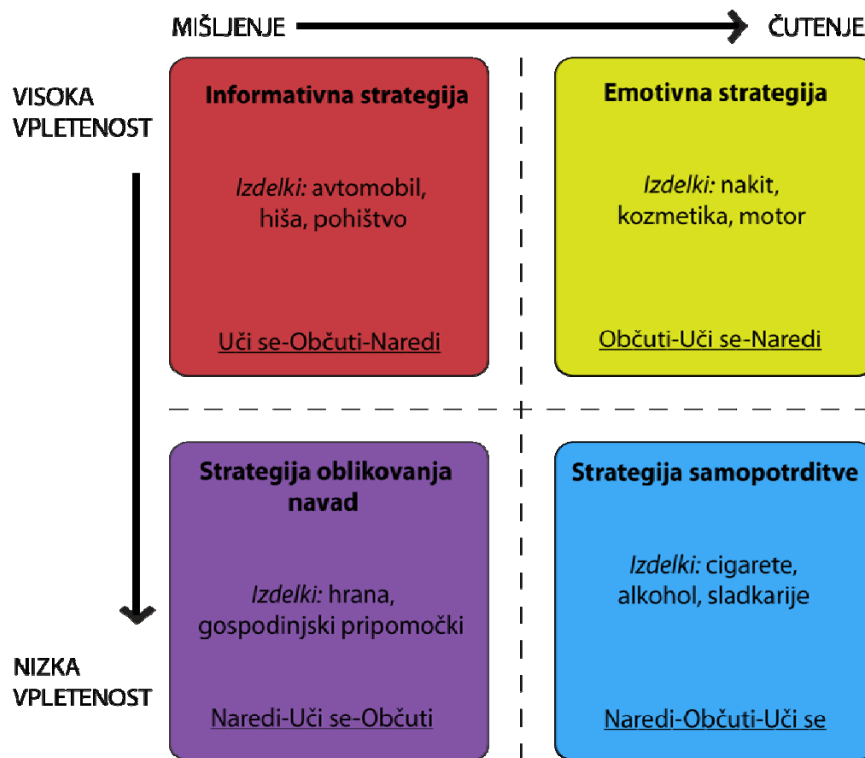 MIŠLJENJE
ČUTENJE
VISOKA
VPLETENOST
Informativna strategija
Izdelki: avtomobil,
hiša, pohištvo
Uči se-Občuti-Naredi
Emotivna strategija
Izdelki: nakit,
kozmetika, motor
Občuti-Uči se-Naredi
NIZKA
VPLETENOST
Strategija oblikovanja
navad
Izdelki: hrana,
gospodinjski pripomočki
Naredi-Uči se-Občuti
Strategija samopotrditve
Izdelki: cigarete,
alkohol, sladkarije
Naredi-Občuti-Uči se